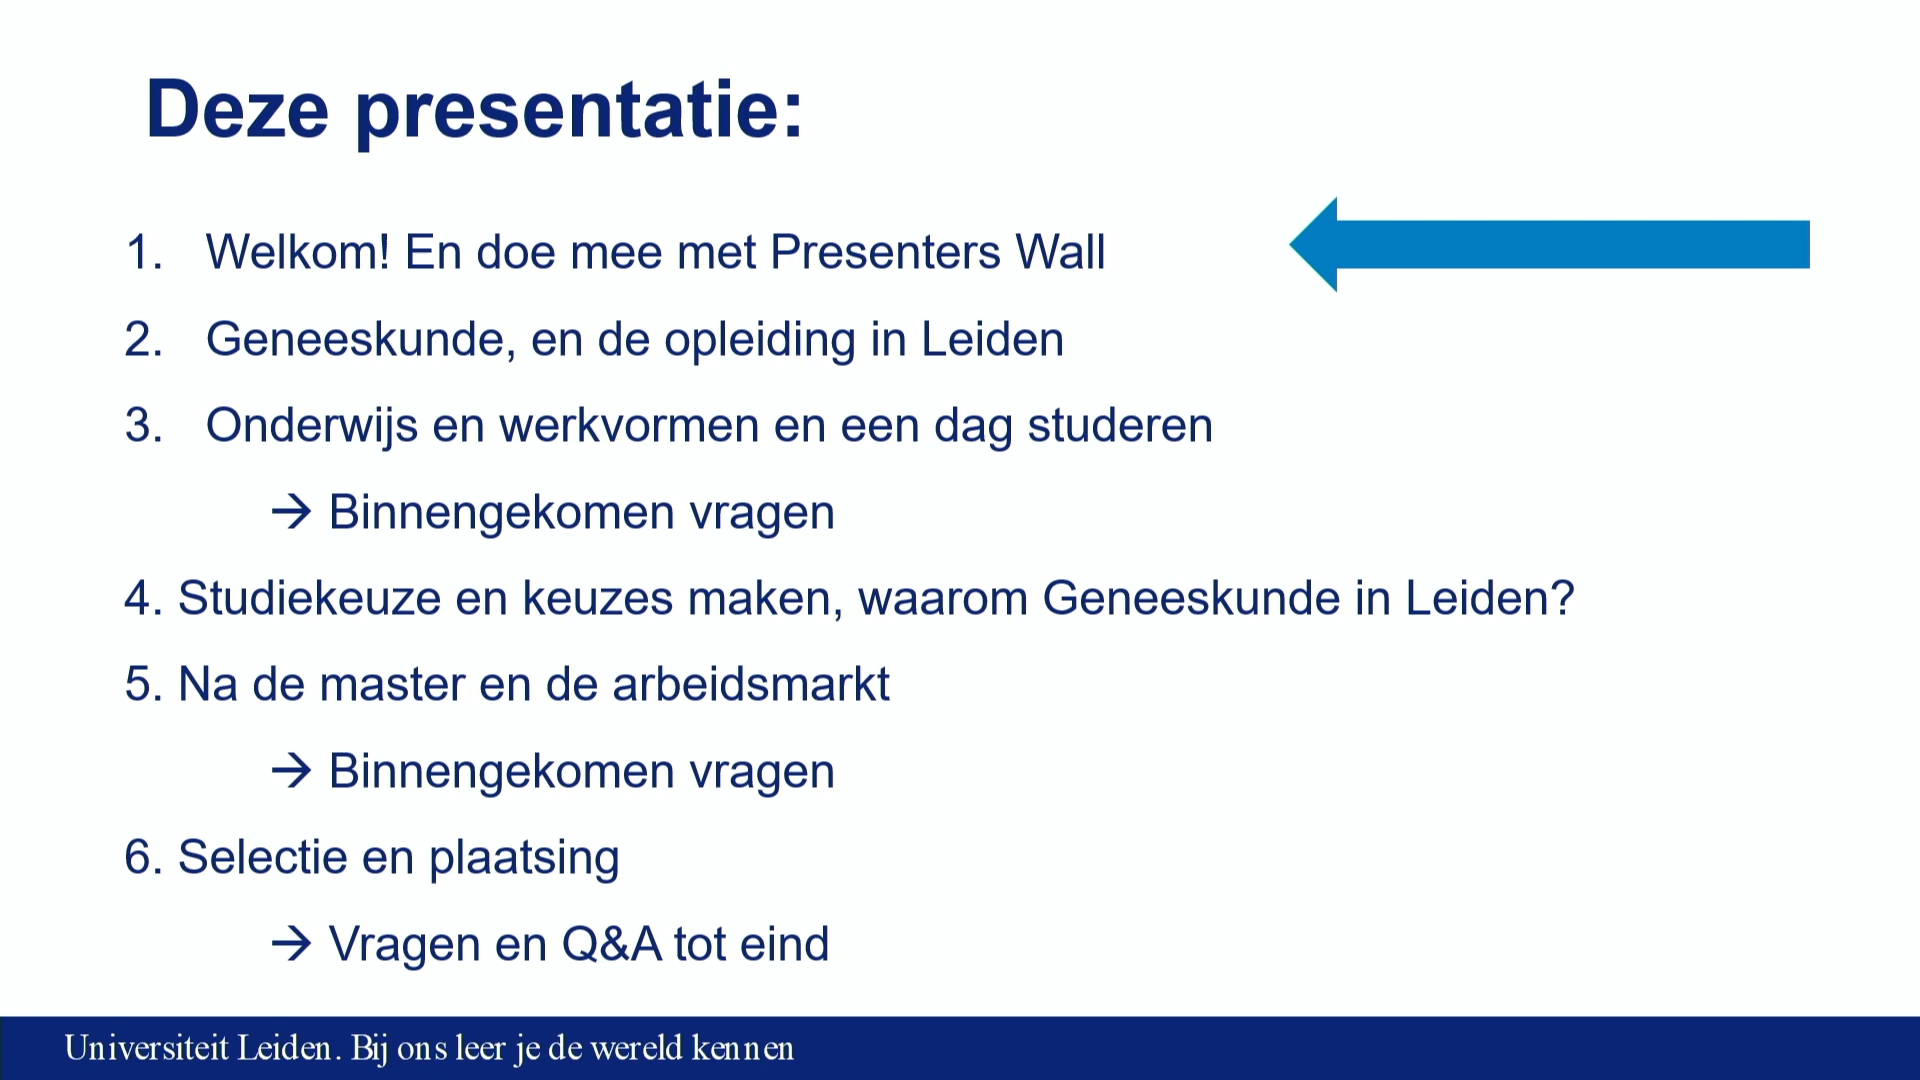 Deze presentatie:
1. Welkom! En doe mee met Presenters Wall
2. Geneeskunde, en de opleiding in Leiden
3. Onderwijs en werkvormen en een dag studeren
→ Binnengekomen vragen
4. Studiekeuze en keuzes maken, waarom Geneeskunde in Leiden?
5. Na de master en de arbeidsmarkt
→ Binnengekomen vragen
6. Selectie en plaatsing
→ Vragen en Q&A tot eind
Universiteit Leiden. Bij ons leer je de wereld kennen